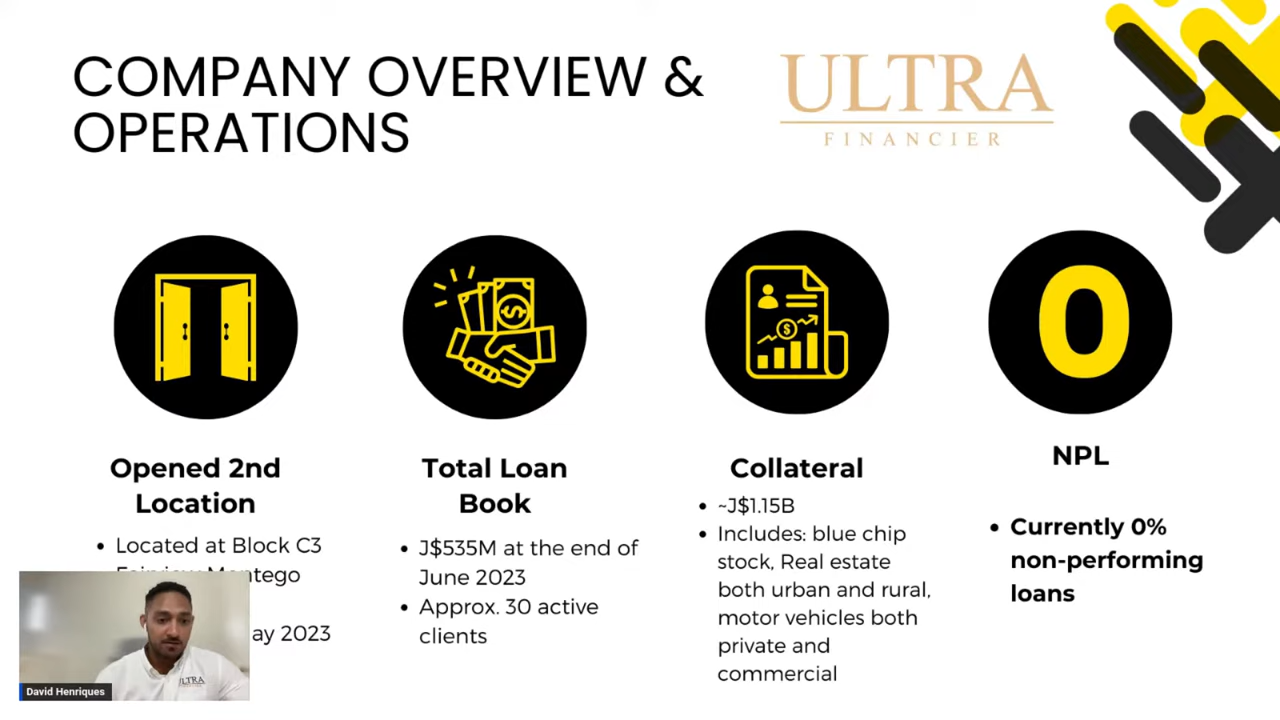 COMPANY OVERVIEW &
OPERATIONS
ULTRA
FINANCIER
0
Opened 2nd
Location
• Located at Block C3
Montego
ay 2023
Total Loan
Book
• J$535M at the end of
June 2023
• Approx. 30 active
clients
Collateral
• ~J$1.15B
• Includes: blue chip
stock, Real estate
both urban and rural,
motor vehicles both
private and
commercial
NPL
• Currently 0%
non-performing
loans
ULTRA
David Henriques